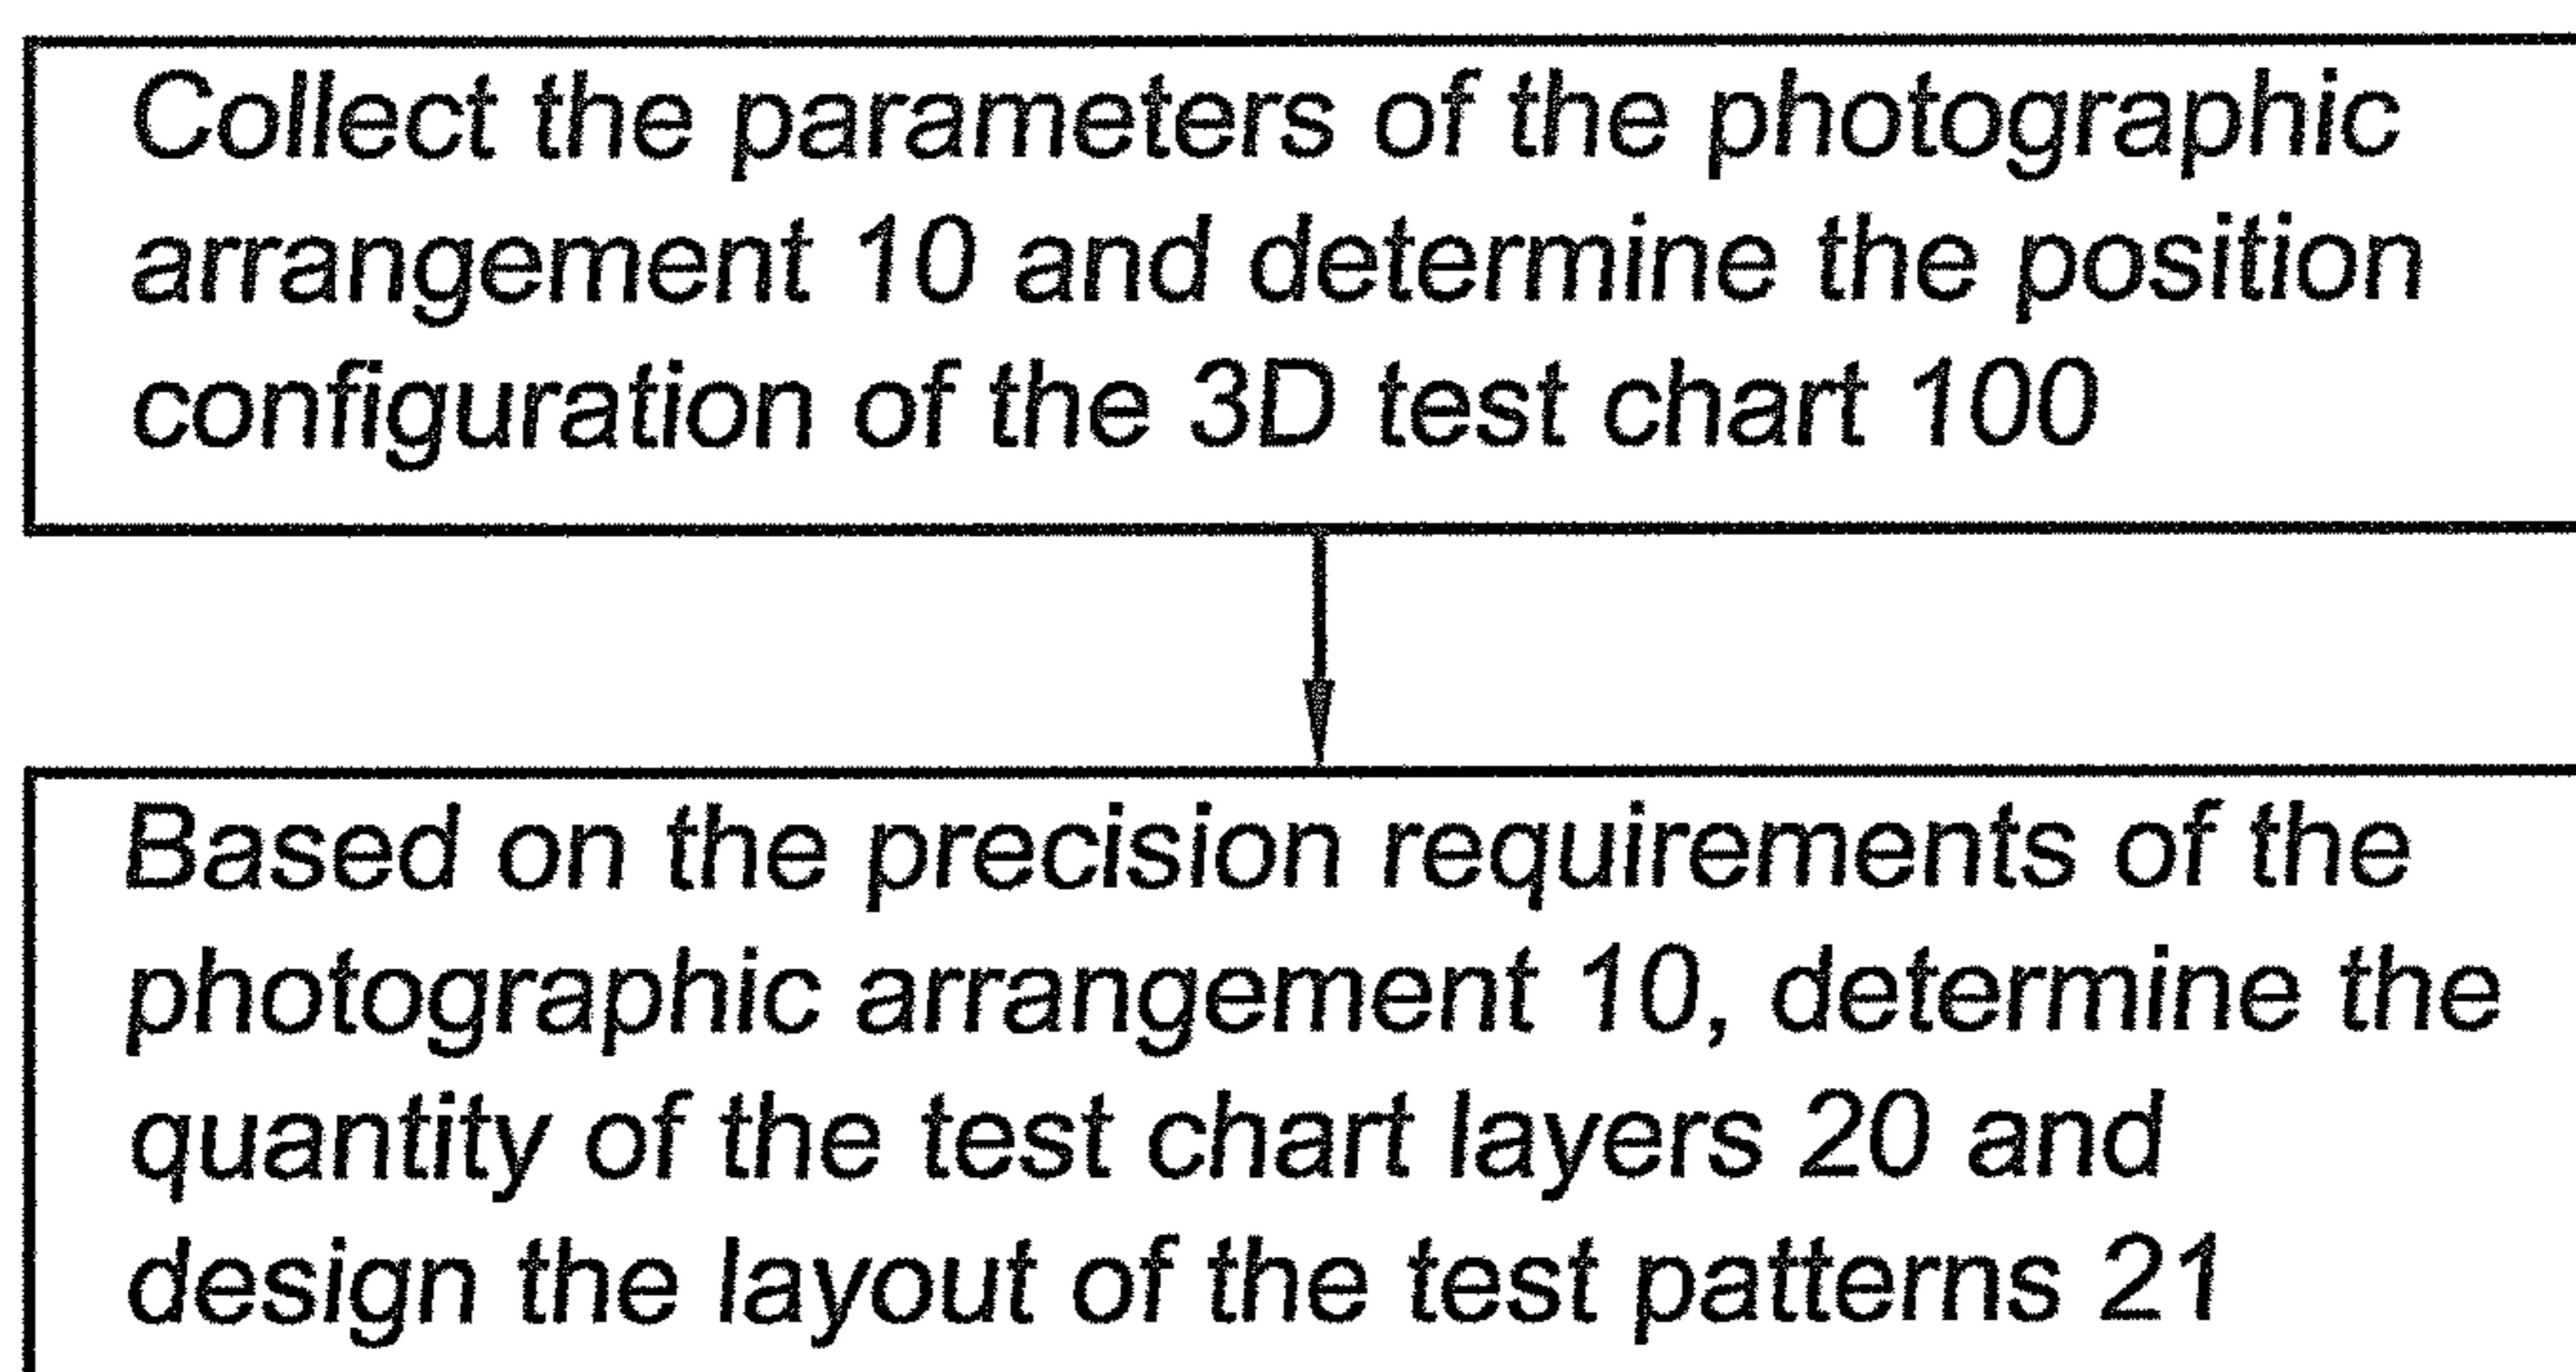 Collect the parameters of the photographic
arrangement 10 and determine the position
configuration of the 3D test chart 100
Based on the precision requirements of the
photographic arrangement 10, determine the
quantity of the test chart layers 20 and
design the layout of the test patterns 21